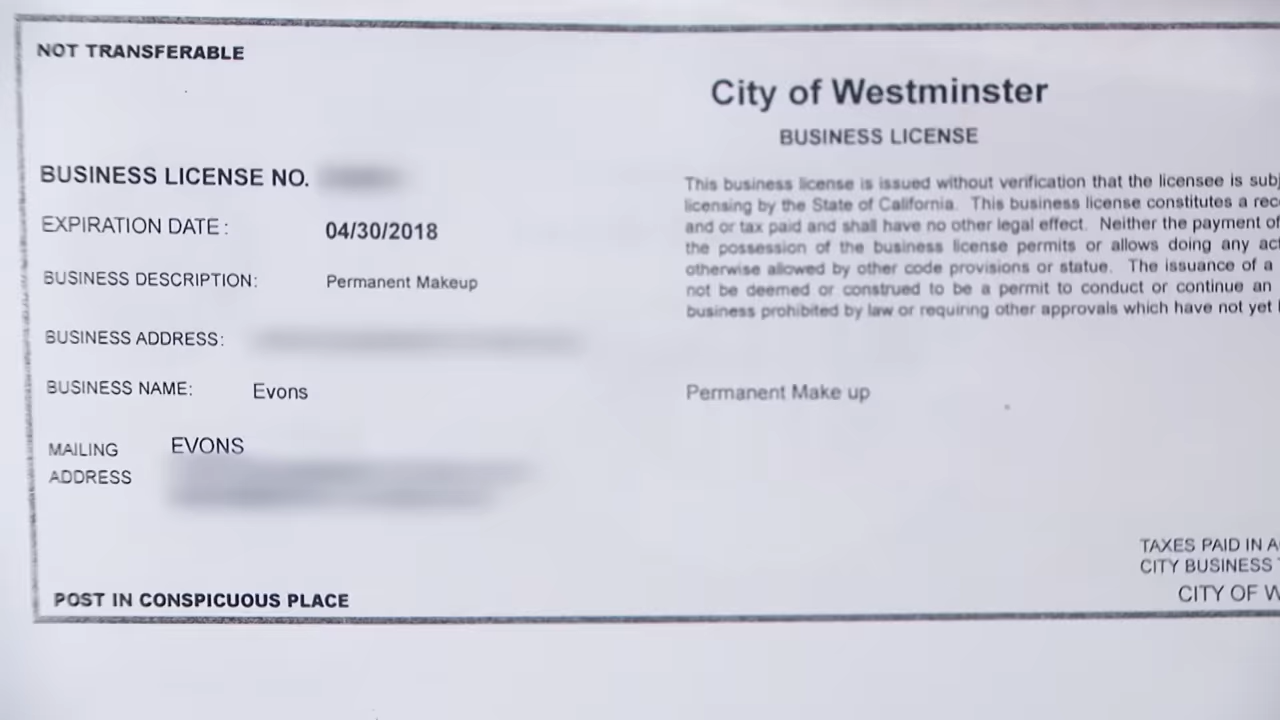 NOT TRANSFERABLE
City of Westminster
BUSINESS LICENSE
BUSINESS LICENSE NO.
EXPIRATION DATE : 04/30/2018
BUSINESS DESCRIPTION: Permanent Makeup
BUSINESS ADDRESS:
BUSINESS NAME: Evons
MAILING ADDRESS
EVONS
POST IN CONSPICUOUS PLACE
This business license is issued without verification that the licensee is
licensing by the State of California. This business license constitutes a
and or tax paid and shall have no other legal effect. Neither the payment of
the possession of the business license permits or allows doing any
otherwise allowed by other code provisions or statue. The issuance of a
not be deemed or construed to be a permit to conduct or continue an
business prohibited by law or requiring other approvals which have not yet
Permanent Make up
TAXES PAID IN
CITY BUSINESS
CITY OF